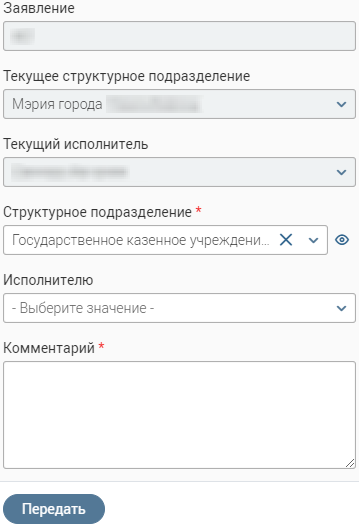 Заявление
Текущее структурное подразделение
Мэрия города
Текущий исполнитель
Структурное подразделение *
Государственное казенное учреждени...
Исполнителю
- Выберите значение -
Комментарий *
Передать